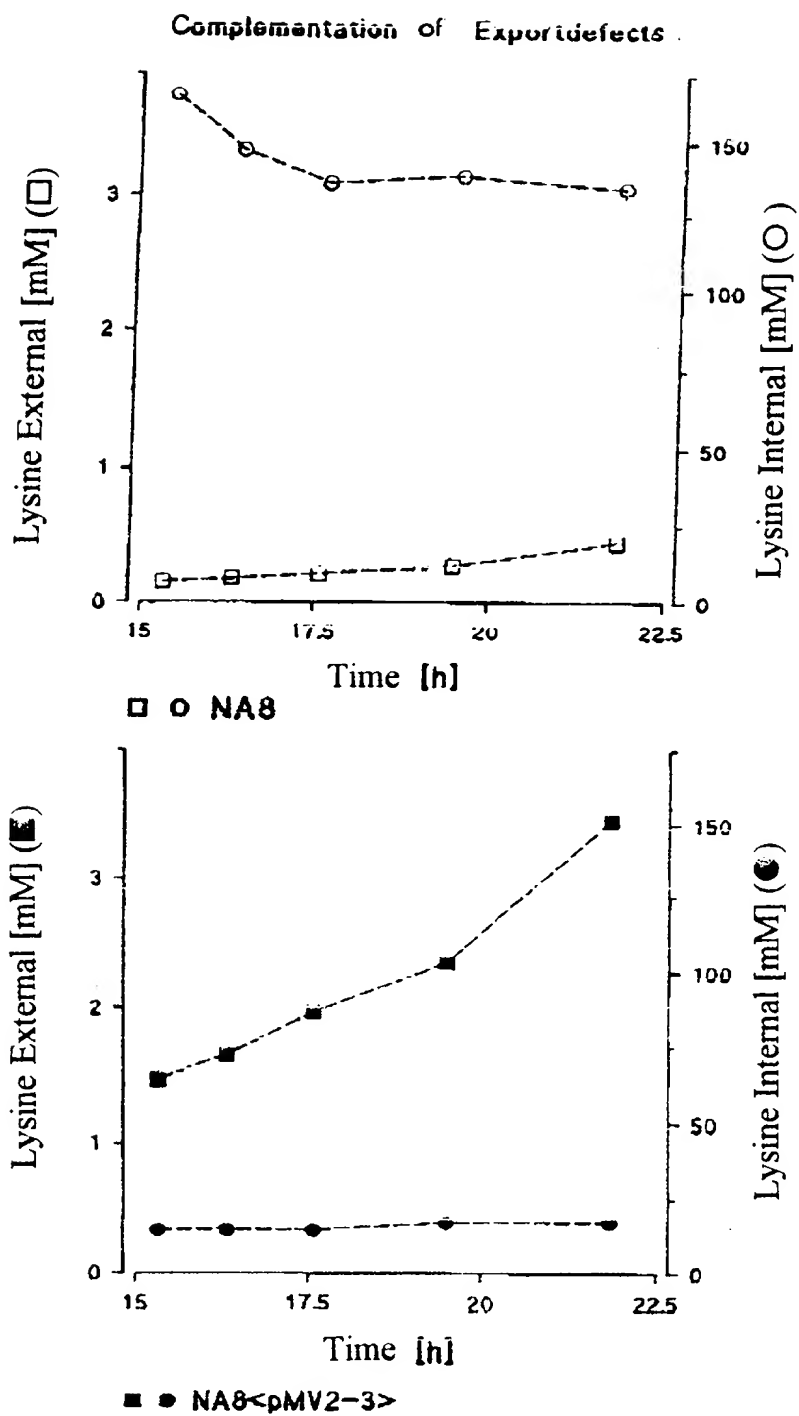 Complementation of Exportdefects
Lysine External [mM] (□)
3
2
1
0
150
100
50
0
Lysine Internal [mM] (○)
15 17.5 20 22.5
Time [h]
□ ○ NA8
Lysine External [mM] (■)
3
2
1
0
150
100
50
0
Lysine Internal [mM] (●)
15 17.5 20 22.5
Time [h]
■ ● NA8<pMV2-3>